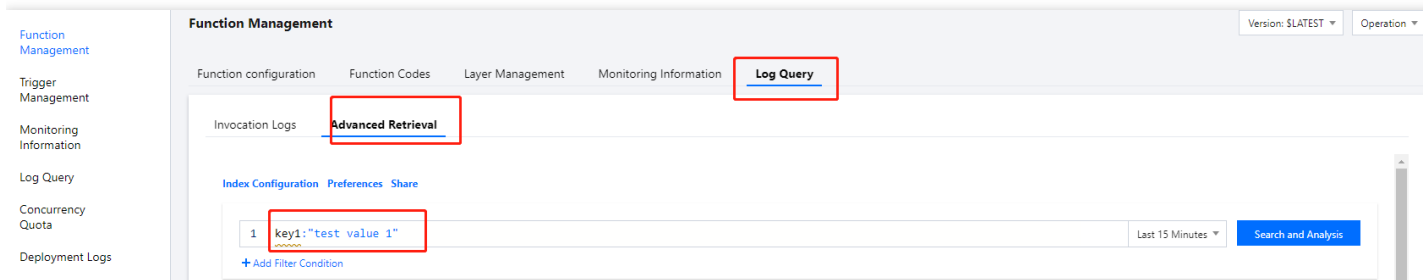 Function
Management
Trigger
Management
Monitoring
Information
Log Query
Concurrency
Quota
Deployment Logs
Function Management
Version: $LATEST
Operation
Function configuration
Function Codes
Layer Management
Monitoring Information
Log Query
Invocation Logs
Advanced Retrieval
Index Configuration
Preferences
Share
1
key1:"test value 1"
Last 15 Minutes
Search and Analysis
+ Add Filter Condition